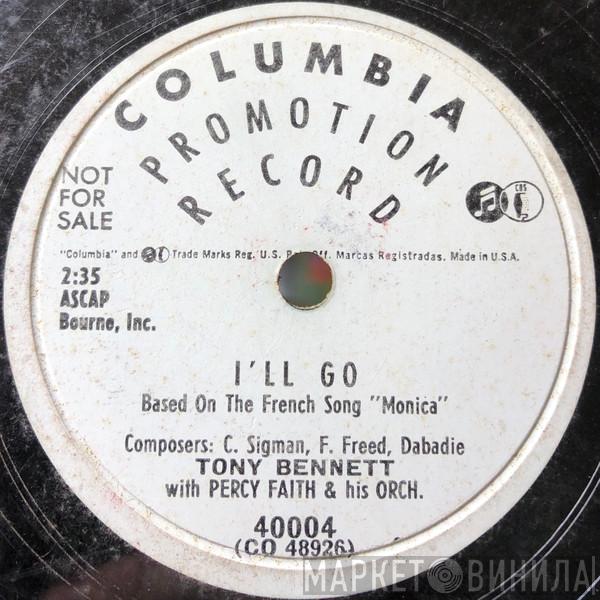 COLUMBIA
PROMOTION
RECORD
NOT
FOR
SALE
CBS
"Columbia" and Trade Marks Reg. U.S. Off. Marcas Registradas. Made in U.S.A.
2:35
ASCAP
Bourne, Inc.
I'LL GO
Based On The French Song "Monica"
Composers: C. Sigman, F. Freed, Dabadie
TONY BENNETT
with PERCY FAITH & his ORCH.
40004
(CO 48926)
МАРКЕТ ВИНИЛА